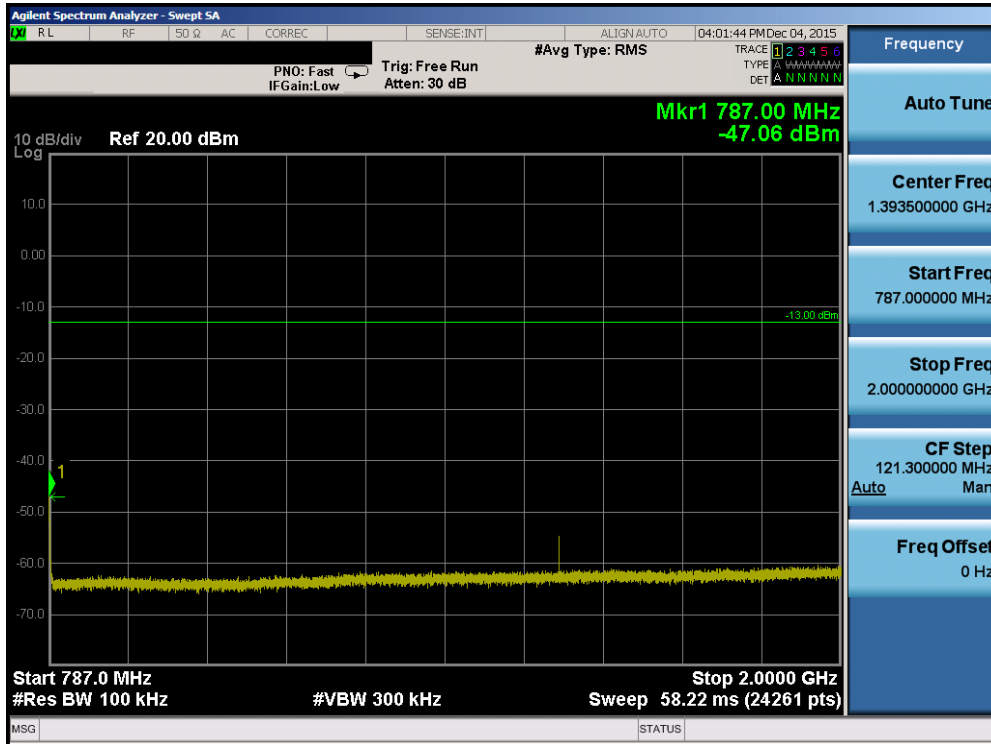 Agilent Spectrum Analyzer - Swept SA
LXI RL RF 50 Ω AC CORREC SENSE:INT ALIGN AUTO 04:01:44 PM Dec 04, 2015
#Avg Type: RMS TRACE 1 2 3 4 5 6
PNO: Fast Trig: Free Run TYPE A WWWWW
IFGain:Low Atten: 30 dB DET A N N N N N
Mkr1 787.00 MHz
-47.06 dBm
10 dB/div Ref 20.00 dBm
Log
10.0
0.00
-10.0
-13.00 dBm
-20.0
-30.0
-40.0
1
-50.0
-60.0
-70.0
Start 787.0 MHz Stop 2.0000 GHz
#Res BW 100 kHz #VBW 300 kHz Sweep 58.22 ms (24261 pts)
MSG STATUS
Frequency
Auto Tune
Center Freq
1.393500000 GHz
Start Freq
787.000000 MHz
Stop Freq
2.000000000 GHz
CF Step
121.300000 MHz
Auto Man
Freq Offset
0 Hz